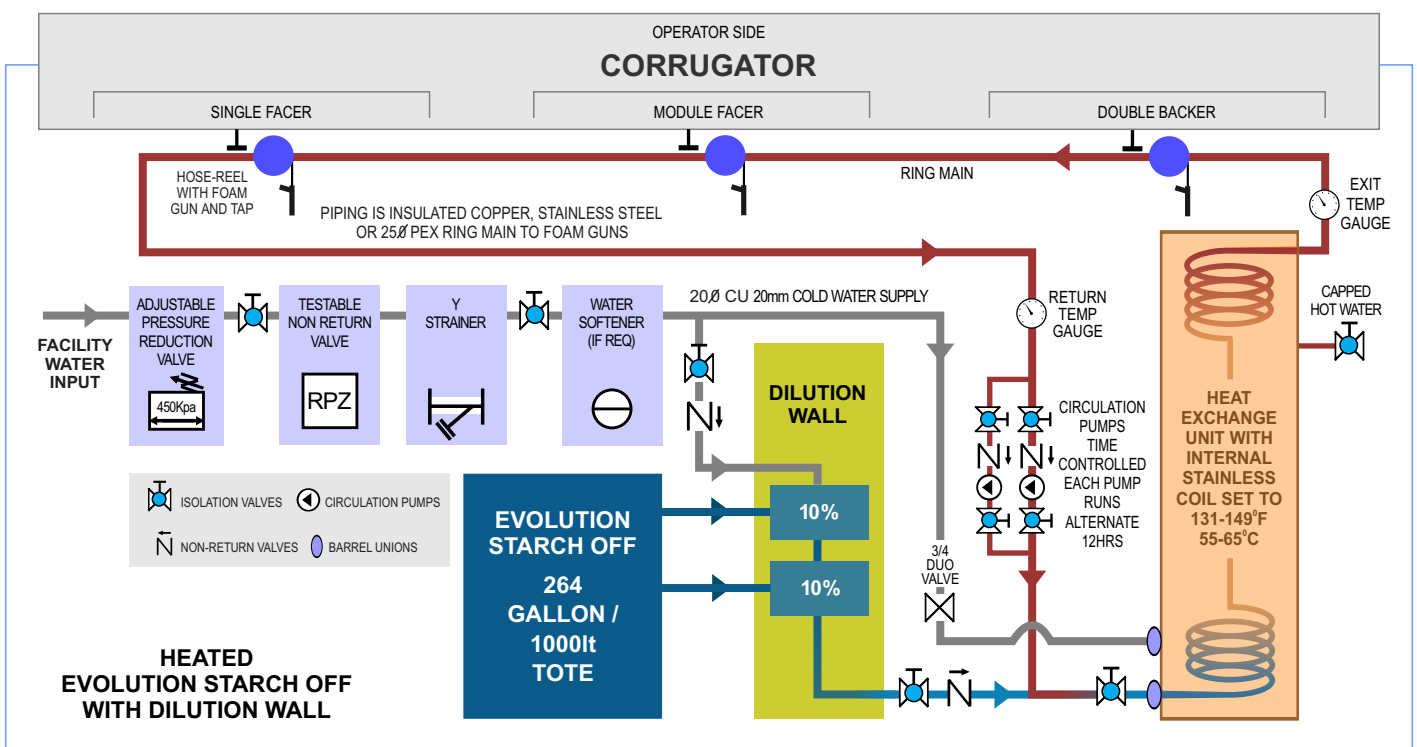 OPERATOR SIDE
CORRUGATOR
SINGLE FACER
MODULE FACER
DOUBLE BACKER
HOSE-REEL
WITH FOAM
GUN AND TAP
RING MAIN
EXIT
TEMP
GAUGE
PIPING IS INSULATED COPPER, STAINLESS STEEL
OR 25Ø PEX RING MAIN TO FOAM GUNS
FACILITY
WATER
INPUT
ADJUSTABLE
PRESSURE
REDUCTION
VALVE
450Kpa
TESTABLE
NON RETURN
VALVE
RPZ
Y
STRAINER
WATER
SOFTENER
(IF REQ)
20Ø CU 20mm COLD WATER SUPPLY
RETURN
TEMP
GAUGE
CAPPED
HOT WATER
DILUTION
WALL
10%
10%
CIRCULATION
PUMPS
TIME
CONTROLLED
EACH PUMP
RUNS
ALTERNATE
12HRS
HEAT
EXCHANGE
UNIT WITH
INTERNAL
STAINLESS
COIL SET TO
131-149°F
55-65°C
3/4
DUO
VALVE
ISOLATION VALVES
CIRCULATION PUMPS
NON-RETURN VALVES
BARREL UNIONS
EVOLUTION
STARCH OFF
264
GALLON /
1000lt
TOTE
HEATED
EVOLUTION STARCH OFF
WITH DILUTION WALL